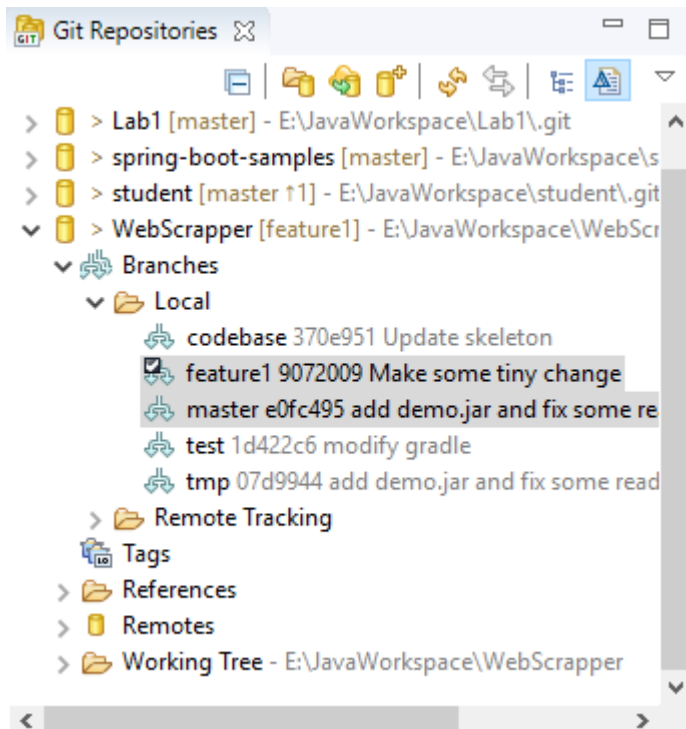 GIT Git Repositories
> Lab1 [master] - E:\JavaWorkspace\Lab1\.git
> spring-boot-samples [master] - E:\JavaWorkspace\s
> student [master ↑1] - E:\JavaWorkspace\student\.git
> WebScrapper [feature1] - E:\JavaWorkspace\WebScr
Branches
Local
codebase 370e951 Update skeleton
feature1 9072009 Make some tiny change
master e0fc495 add demo.jar and fix some re
test 1d422c6 modify gradle
tmp 07d9944 add demo.jar and fix some read
Remote Tracking
Tags
References
Remotes
Working Tree - E:\JavaWorkspace\WebScrapper